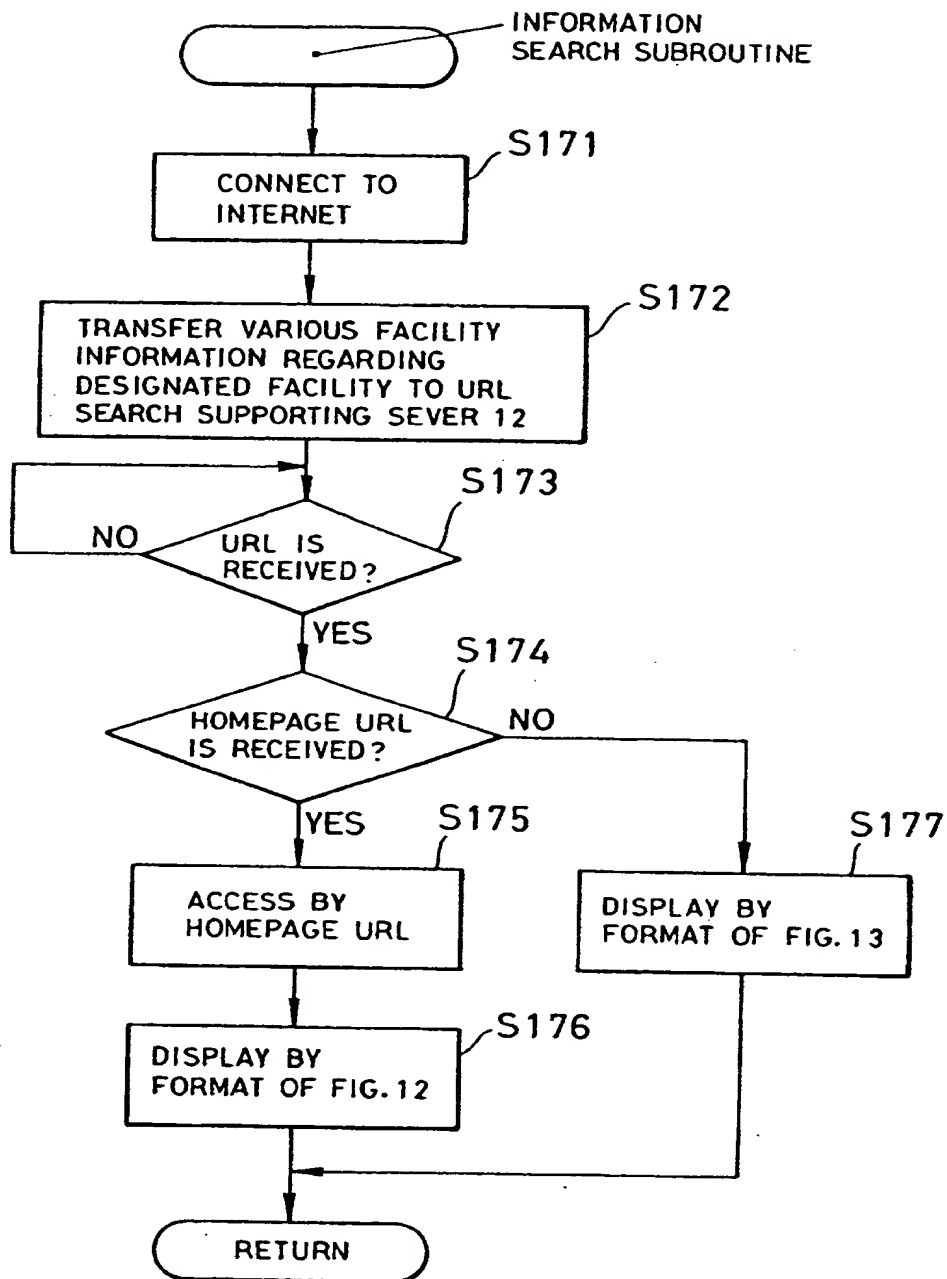 INFORMATION
SEARCH SUBROUTINE
S171
CONNECT TO
INTERNET
S172
TRANSFER VARIOUS FACILITY
INFORMATION REGARDING
DESIGNATED FACILITY TO URL
SEARCH SUPPORTING SEVER 12
S173
NO
URL IS
RECEIVED?
YES
S174
HOMEPAGE URL
IS RECEIVED?
NO
YES
S175
ACCESS BY
HOMEPAGE URL
S177
DISPLAY BY
FORMAT OF FIG.13
S176
DISPLAY BY
FORMAT OF FIG.12
RETURN